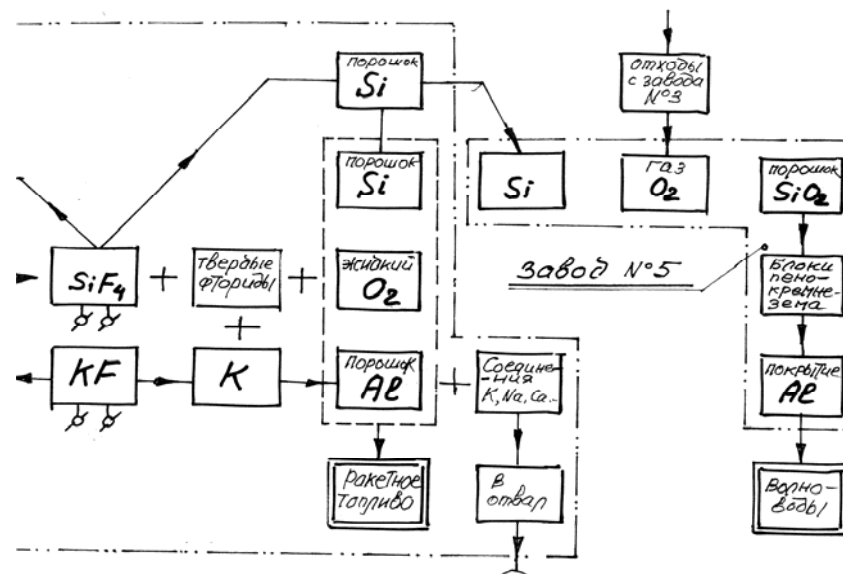 порошок
Si
отходы
с завода
№3
порошок
Si
Si
газ
O₂
порошок
SiO₂
SiF₄
+
твердые
фториды
+
жидкий
O₂
завод №5
Блоки
пено-
кремне-
зема
+
KF
K
порошок
Al
+
Соедине-
-ния
K, Na, Ca..
покрытие
Al
Ракетное
топливо
В
отвал
Волно-
воды